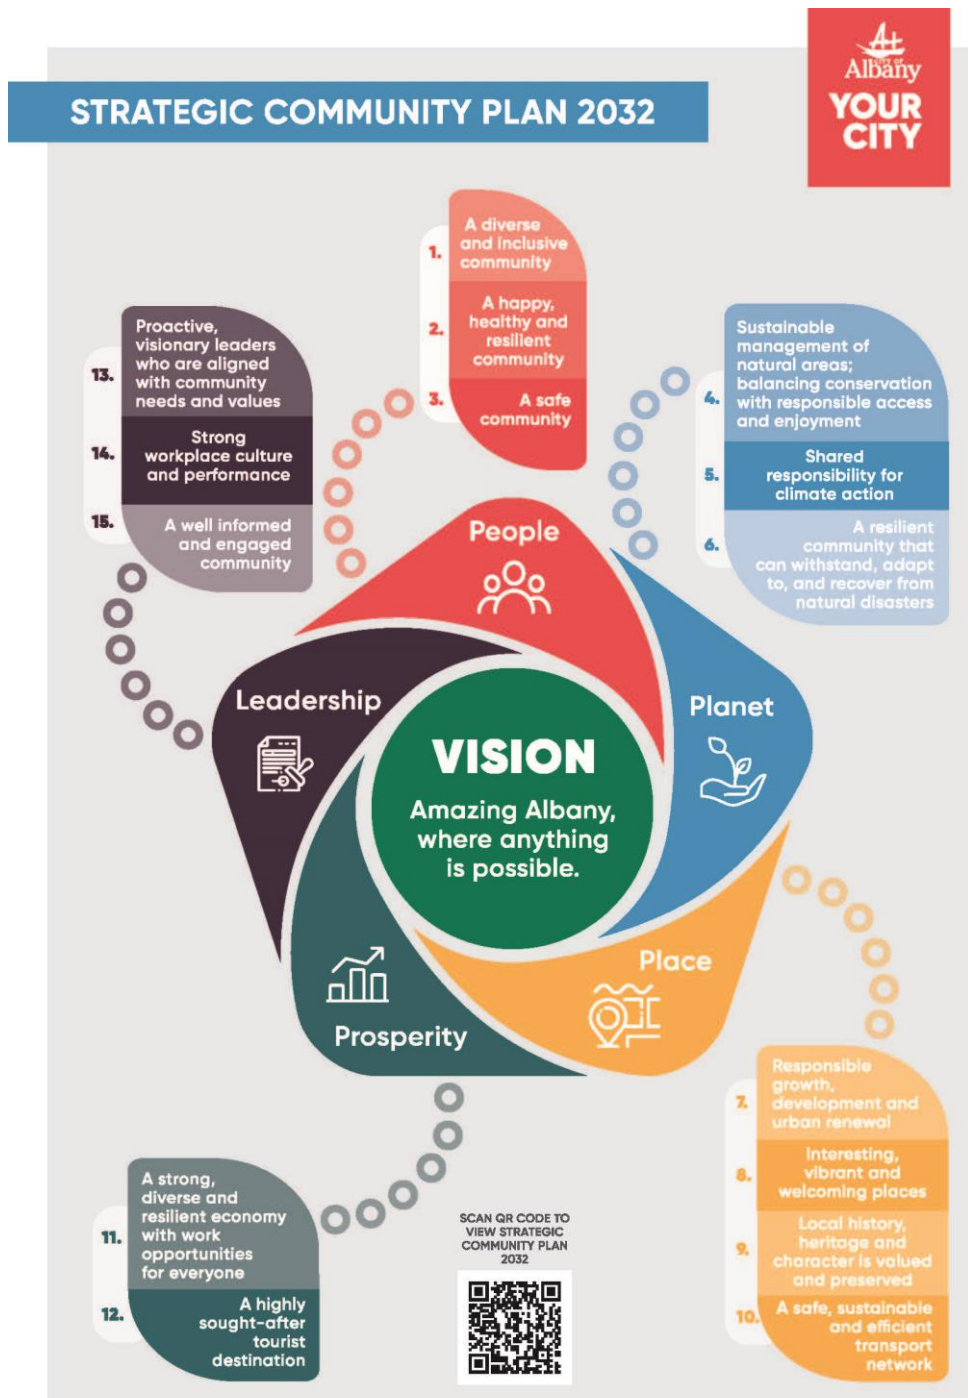 CITY OF
Albany
YOUR
CITY
STRATEGIC COMMUNITY PLAN 2032
1.
A diverse
and inclusive
community
2.
A happy,
healthy and
resilient
community
3.
A safe
community
4.
Sustainable
management of
natural areas;
balancing conservation
with responsible access
and enjoyment
5.
Shared
responsibility for
climate action
6.
A resilient
community that
can withstand, adapt
to, and recover from
natural disasters
13.
Proactive,
visionary leaders
who are aligned
with community
needs and values
14.
Strong
workplace culture
and performance
15.
A well informed
and engaged
community
People
Leadership
Planet
VISION
Amazing Albany,
where anything
is possible.
Place
Prosperity
7.
Responsible
growth,
development and
urban renewal
8.
Interesting,
vibrant and
welcoming places
9.
Local history,
heritage and
character is valued
and preserved
10.
A safe, sustainable
and efficient
transport
network
11.
A strong,
diverse and
resilient economy
with work
opportunities
for everyone
12.
A highly
sought-after
tourist
destination
SCAN QR CODE TO
VIEW STRATEGIC
COMMUNITY PLAN
2032